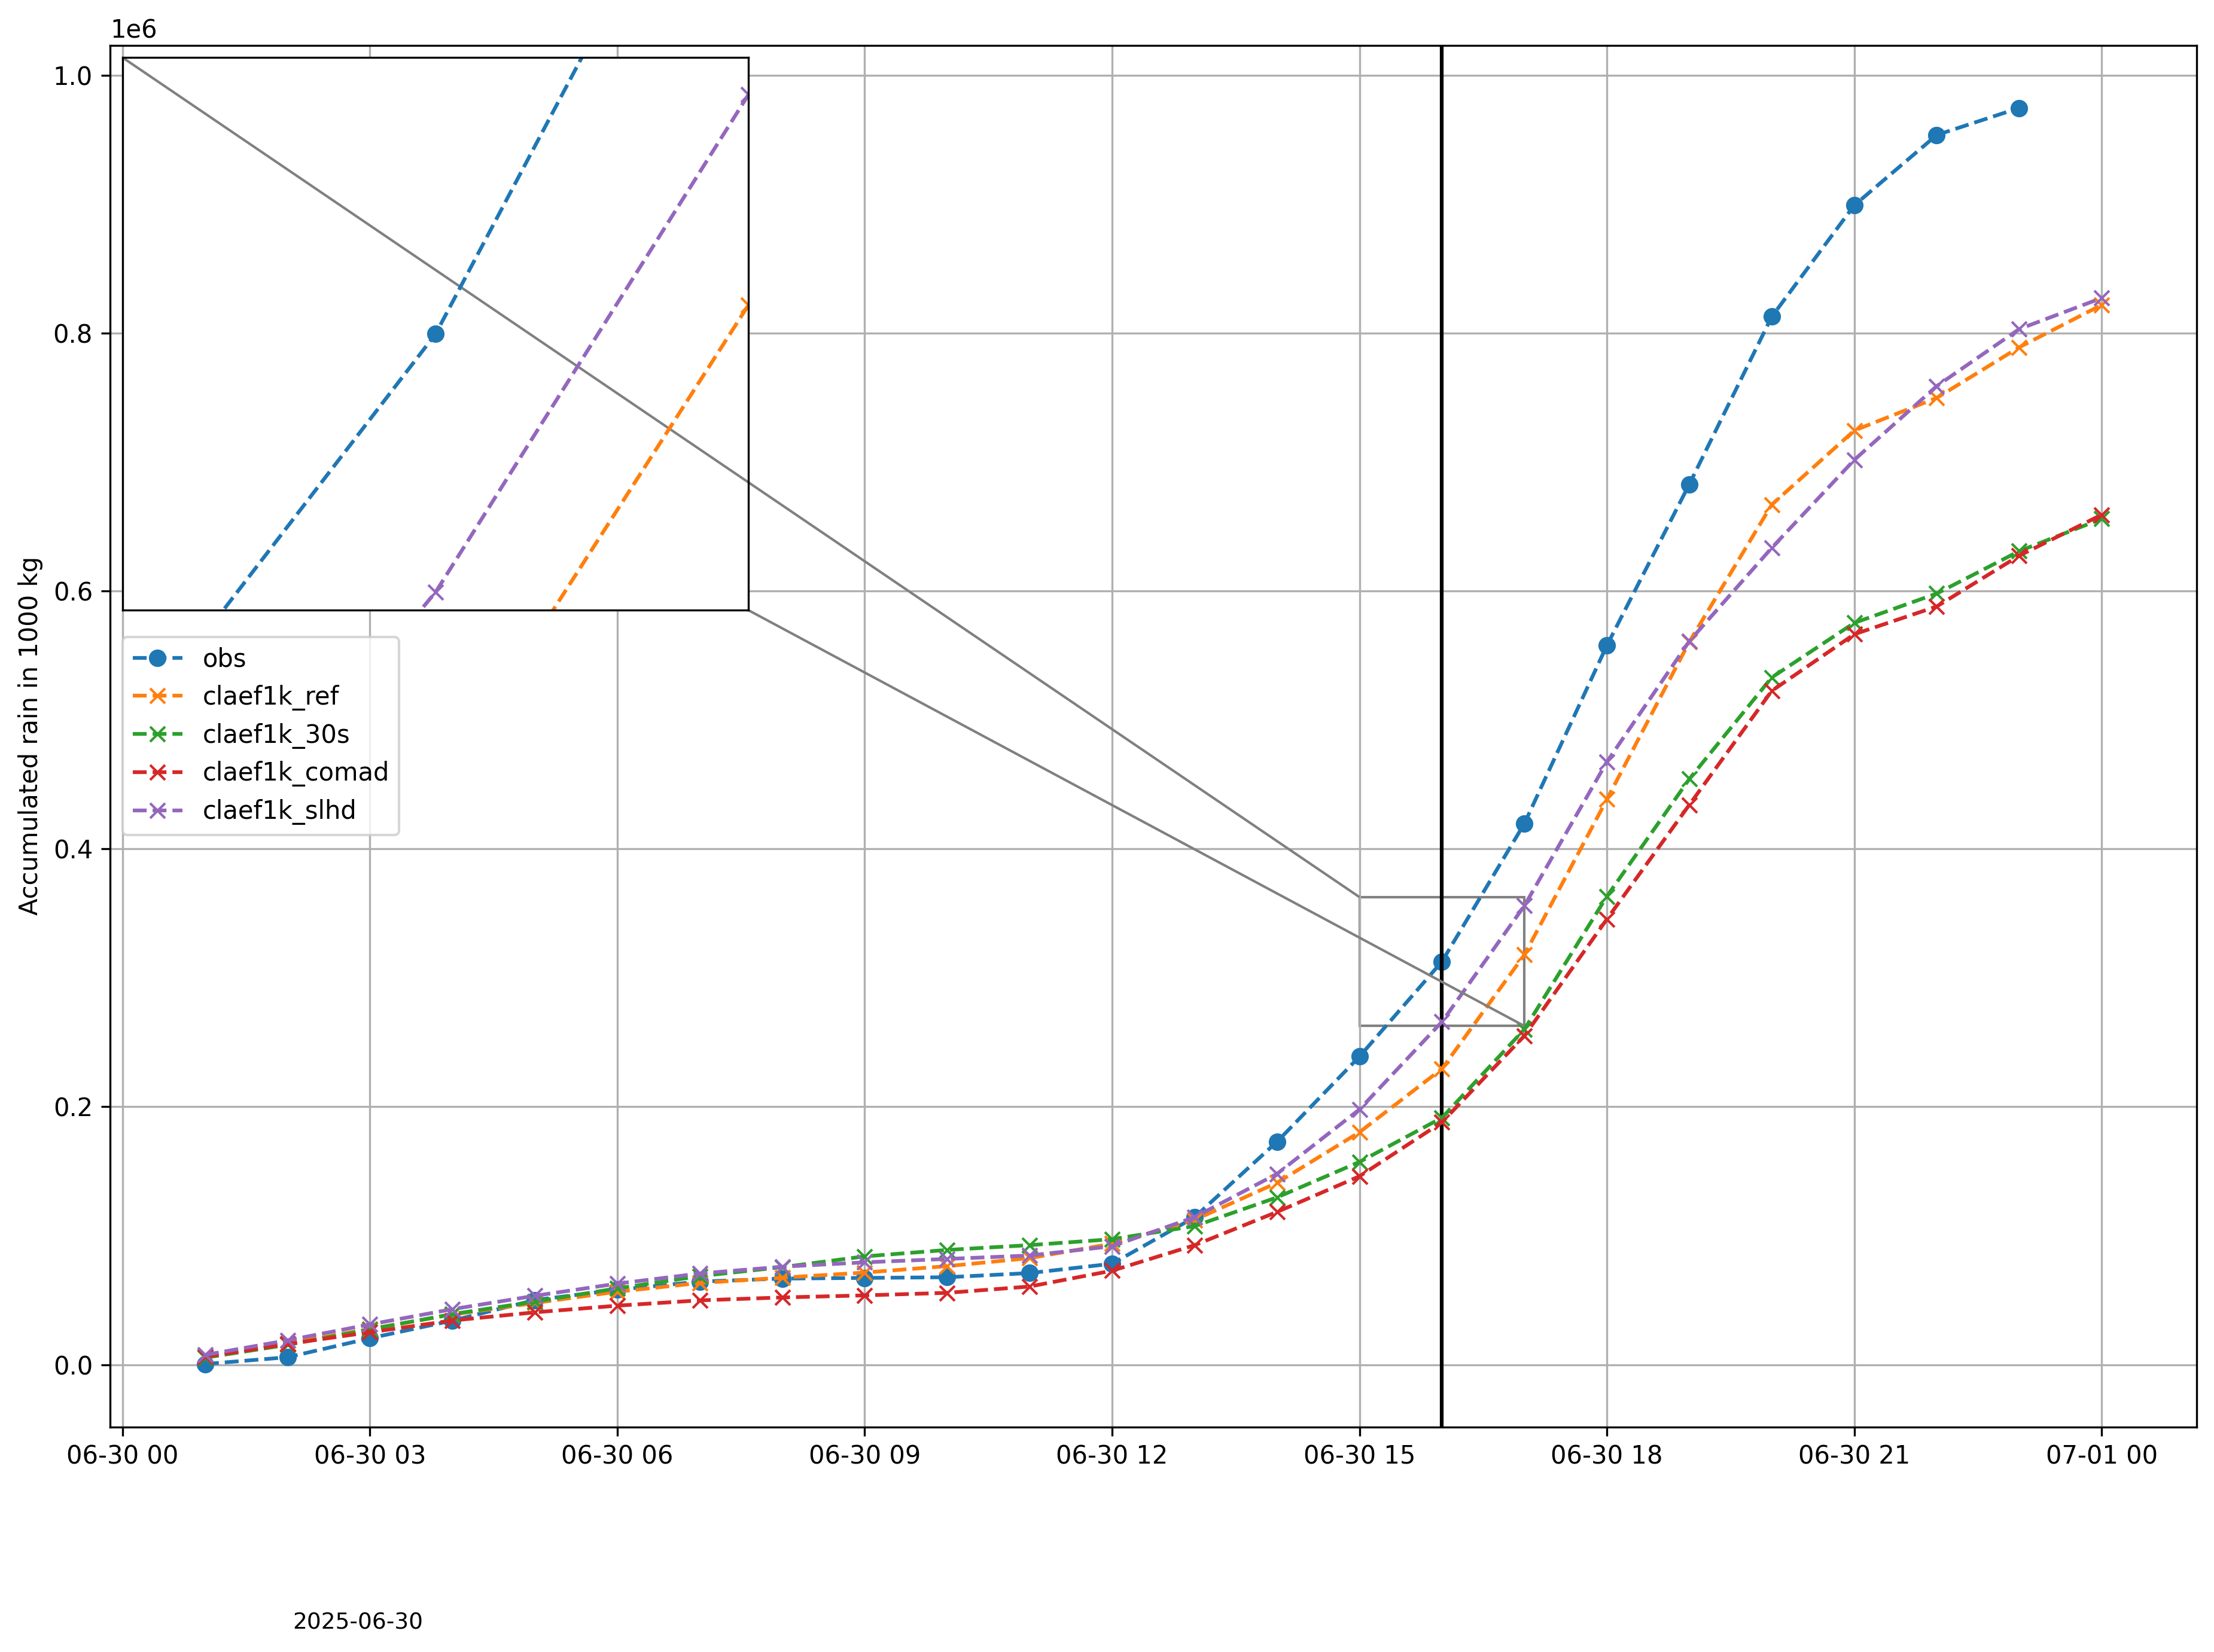 1e6
1.0
0.8
0.6
0.4
0.2
0.0
Accumulated rain in 1000 kg
obs
claef1k_ref
claef1k_30s
claef1k_comad
claef1k_slhd
06-30 00 06-30 03 06-30 06 06-30 09 06-30 12 06-30 15 06-30 18 06-30 21 07-01 00
2025-06-30